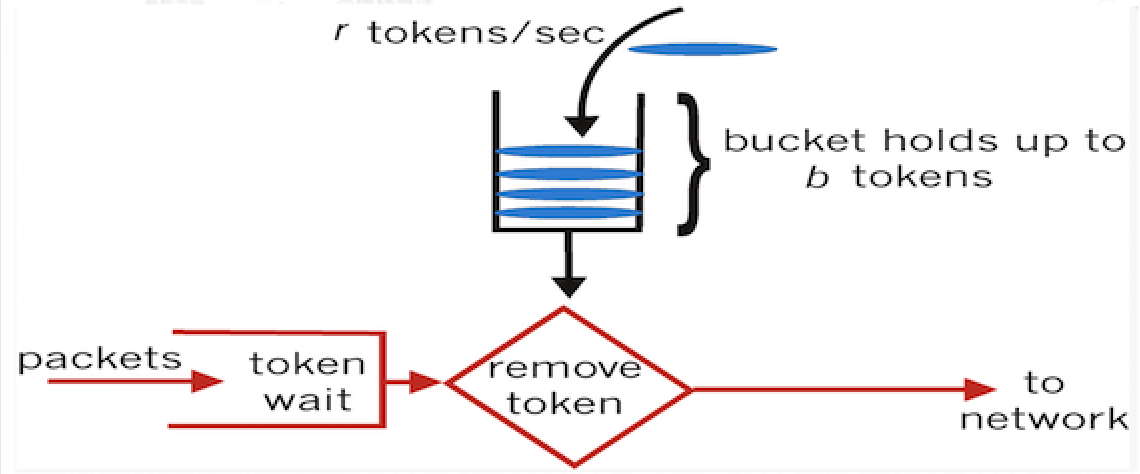 r tokens/sec
bucket holds up to
b tokens
packets
token
wait
remove
token
to
network